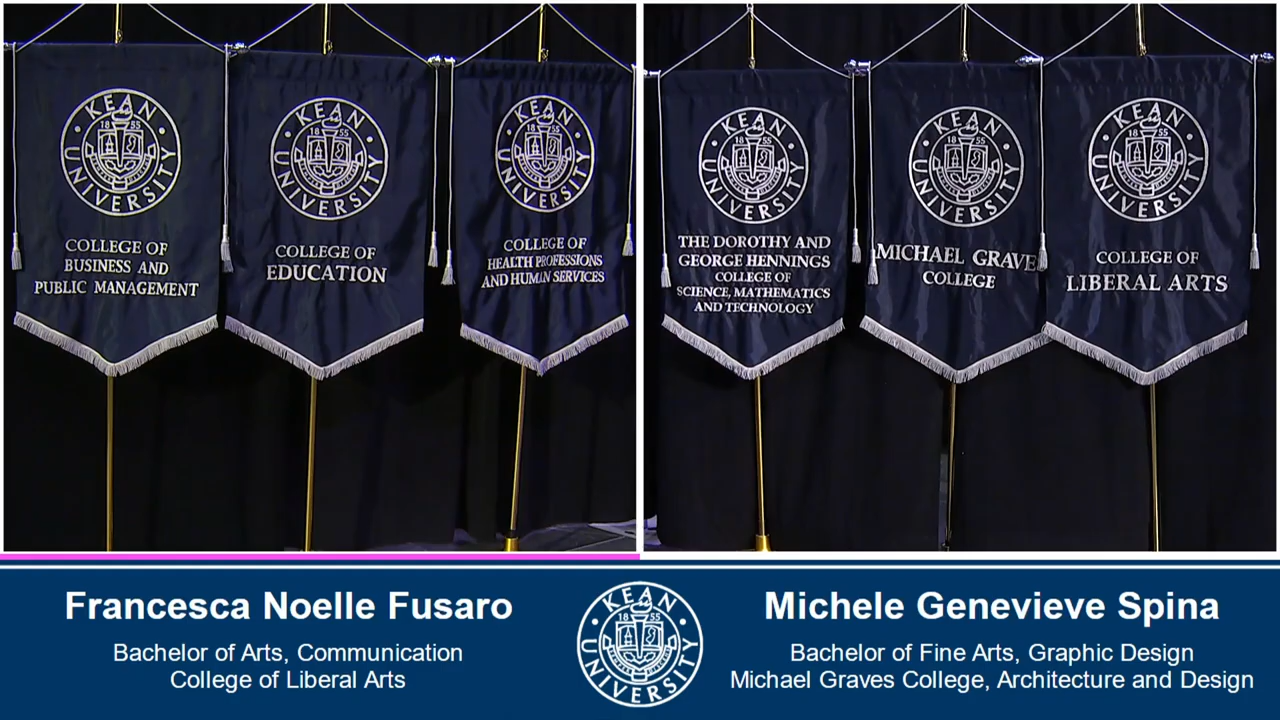 KEAN
1855
UNIVERSITY
COLLEGE OF
BUSINESS AND
PUBLIC MANAGEMENT
KEAN
1855
UNIVERSITY
COLLEGE OF
EDUCATION
KEAN
1855
UNIVERSITY
COLLEGE OF
HEALTH PROFESSIONS
AND HUMAN SERVICES
KEAN
1855
UNIVERSITY
THE DOROTHY AND
GEORGE HENNINGS
COLLEGE OF
SCIENCE, MATHEMATICS
AND TECHNOLOGY
KEAN
1855
UNIVERSITY
MICHAEL GRAVE
COLLEGE
KEAN
1855
UNIVERSITY
COLLEGE OF
LIBERAL ARTS
Francesca Noelle Fusaro
Bachelor of Arts, Communication
College of Liberal Arts
KEAN
1855
UNIVERSITY
Michele Genevieve Spina
Bachelor of Fine Arts, Graphic Design
Michael Graves College, Architecture and Design